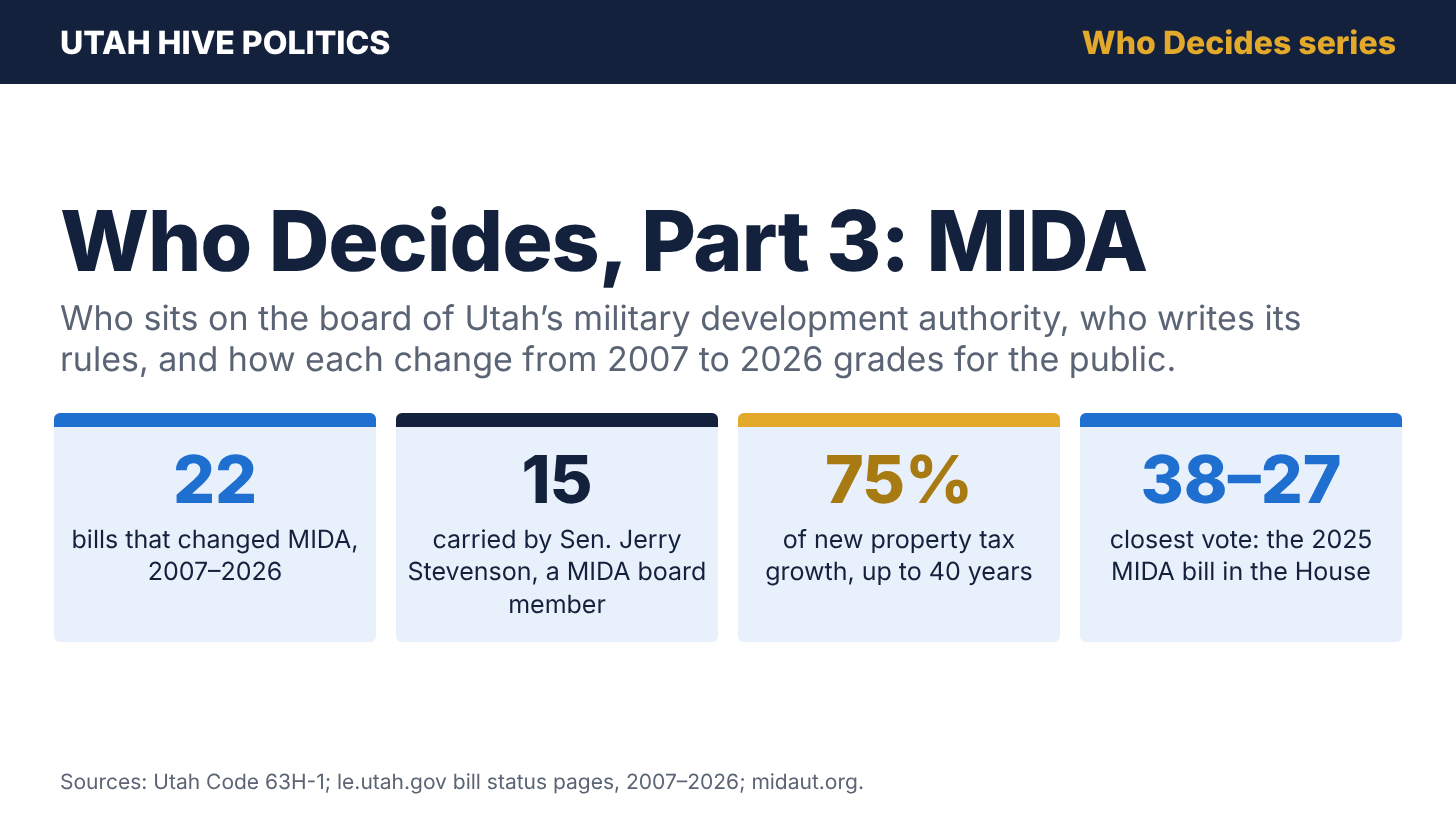 UTAH HIVE POLITICS
Who Decides series
Who Decides, Part 3: MIDA
Who sits on the board of Utah’s military development authority, who writes its
rules, and how each change from 2007 to 2026 grades for the public.
22
bills that changed MIDA,
2007–2026
15
carried by Sen. Jerry
Stevenson, a MIDA board
member
75%
of new property tax
growth, up to 40 years
38–27
closest vote: the 2025
MIDA bill in the House
Sources: Utah Code 63H-1; le.utah.gov bill status pages, 2007–2026; midaut.org.